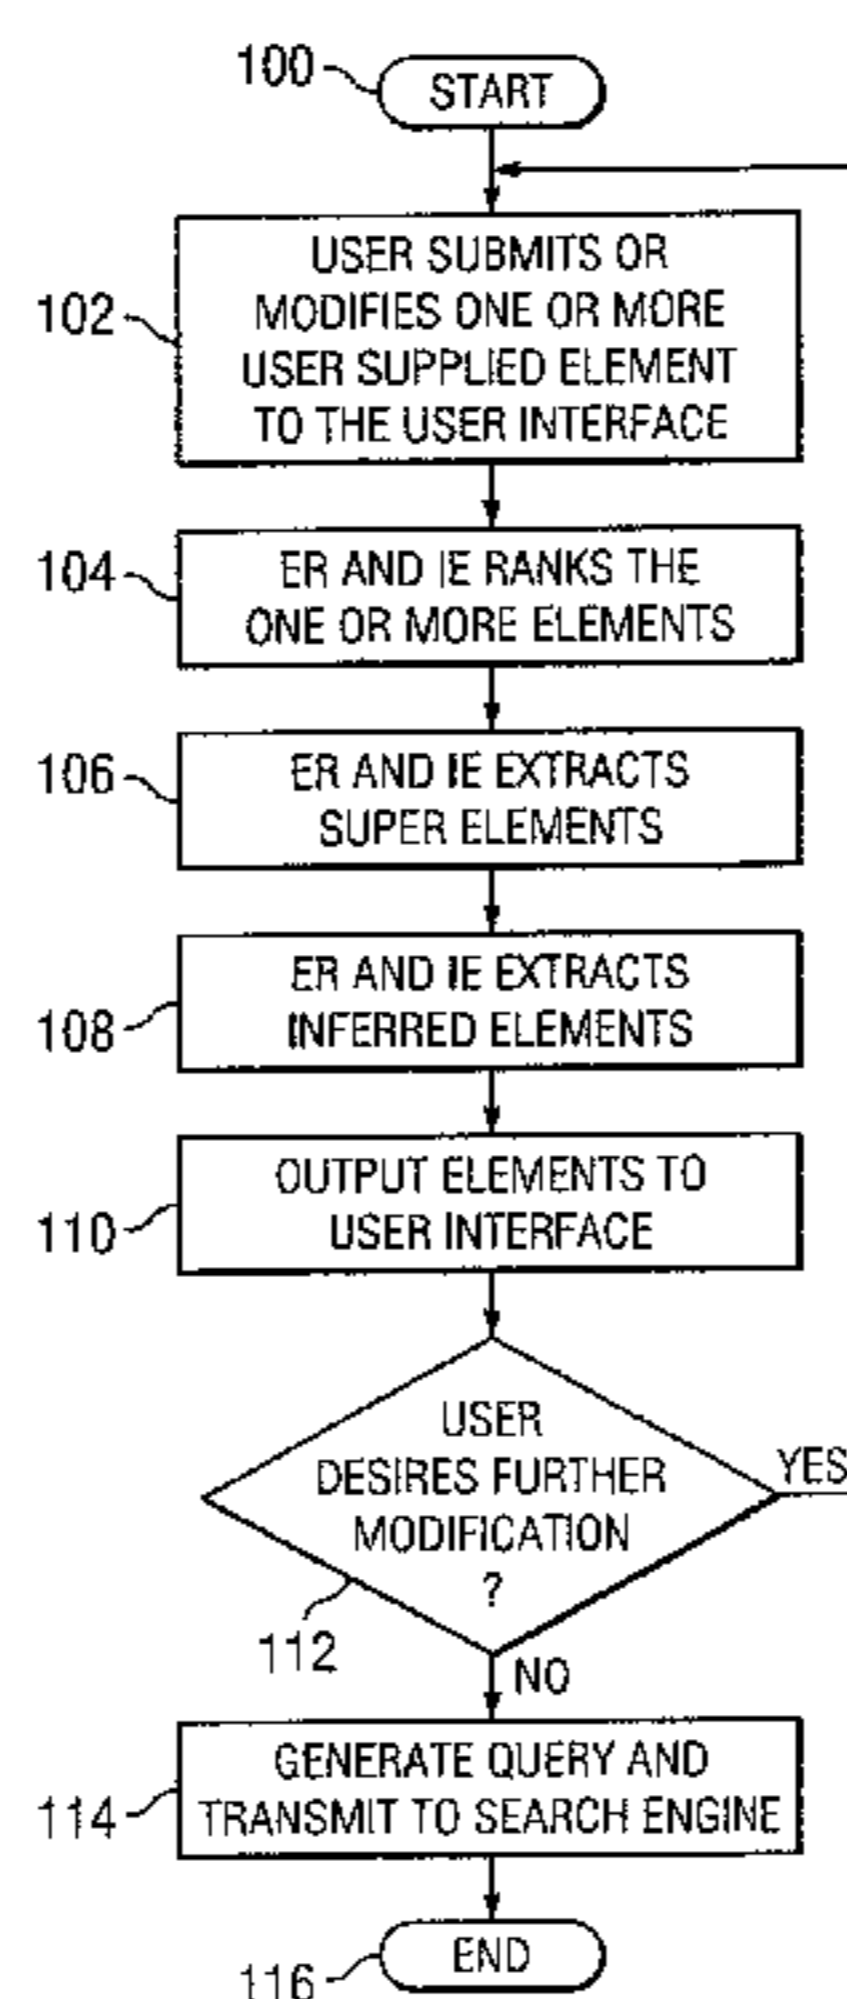 100
START
102
USER SUBMITS OR
MODIFIES ONE OR MORE
USER SUPPLIED ELEMENT
TO THE USER INTERFACE
104
ER AND IE RANKS THE
ONE OR MORE ELEMENTS
106
ER AND IE EXTRACTS
SUPER ELEMENTS
108
ER AND IE EXTRACTS
INFERRED ELEMENTS
110
OUTPUT ELEMENTS TO
USER INTERFACE
USER
DESIRES FURTHER
MODIFICATION
?
YES
112
NO
114
GENERATE QUERY AND
TRANSMIT TO SEARCH ENGINE
END
116